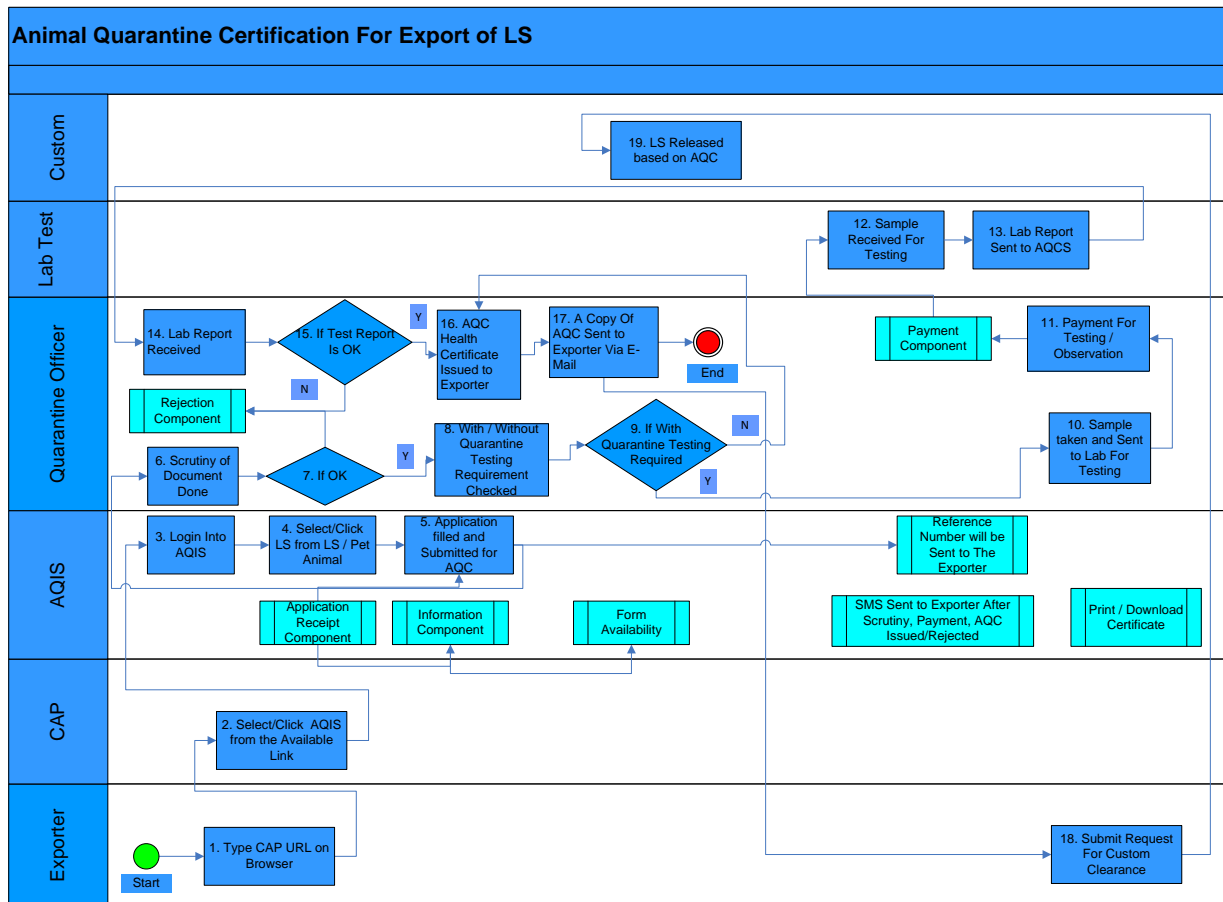 Animal Quarantine Certification For Export of LS
Custom
19. LS Released
based on AQC
Lab Test
12. Sample
Received For
Testing
13. Lab Report
Sent to AQCS
Quarantine Officer
14. Lab Report
Received
15. If Test Report
Is OK
Y
16. AQC
Health
Certificate
Issued to
Exporter
17. A Copy Of
AQC Sent to
Exporter Via E-
Mail
End
Payment
Component
11. Payment For
Testing /
Observation
N
Rejection
Component
6. Scrutiny of
Document
Done
7. If OK
Y
8. With / Without
Quarantine
Testing
Requirement
Checked
9. If With
Quarantine Testing
Required
N
Y
10. Sample
taken and Sent
to Lab For
Testing
AQIS
3. Login Into
AQIS
4. Select/Click
LS from LS / Pet
Animal
5. Application
filled and
Submitted for
AQC
Reference
Number will be
Sent to The
Exporter
Application
Receipt
Component
Information
Component
Form
Availability
SMS Sent to Exporter After
Scrutiny, Payment, AQC
Issued/Rejected
Print / Download
Certificate
CAP
2. Select/Click AQIS
from the Available
Link
Exporter
Start
1. Type CAP URL on
Browser
18. Submit Request
For Custom
Clearance